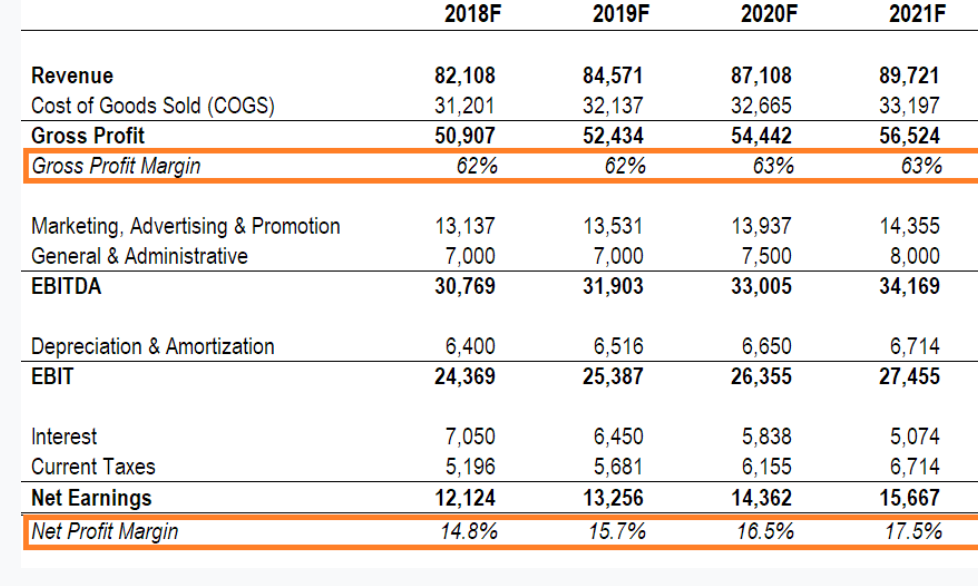 2018F 2019F 2020F 2021F
Revenue 82,108 84,571 87,108 89,721
Cost of Goods Sold (COGS) 31,201 32,137 32,665 33,197
Gross Profit 50,907 52,434 54,442 56,524
Gross Profit Margin 62% 62% 63% 63%
Marketing, Advertising & Promotion 13,137 13,531 13,937 14,355
General & Administrative 7,000 7,000 7,500 8,000
EBITDA 30,769 31,903 33,005 34,169
Depreciation & Amortization 6,400 6,516 6,650 6,714
EBIT 24,369 25,387 26,355 27,455
Interest 7,050 6,450 5,838 5,074
Current Taxes 5,196 5,681 6,155 6,714
Net Earnings 12,124 13,256 14,362 15,667
Net Profit Margin 14.8% 15.7% 16.5% 17.5%